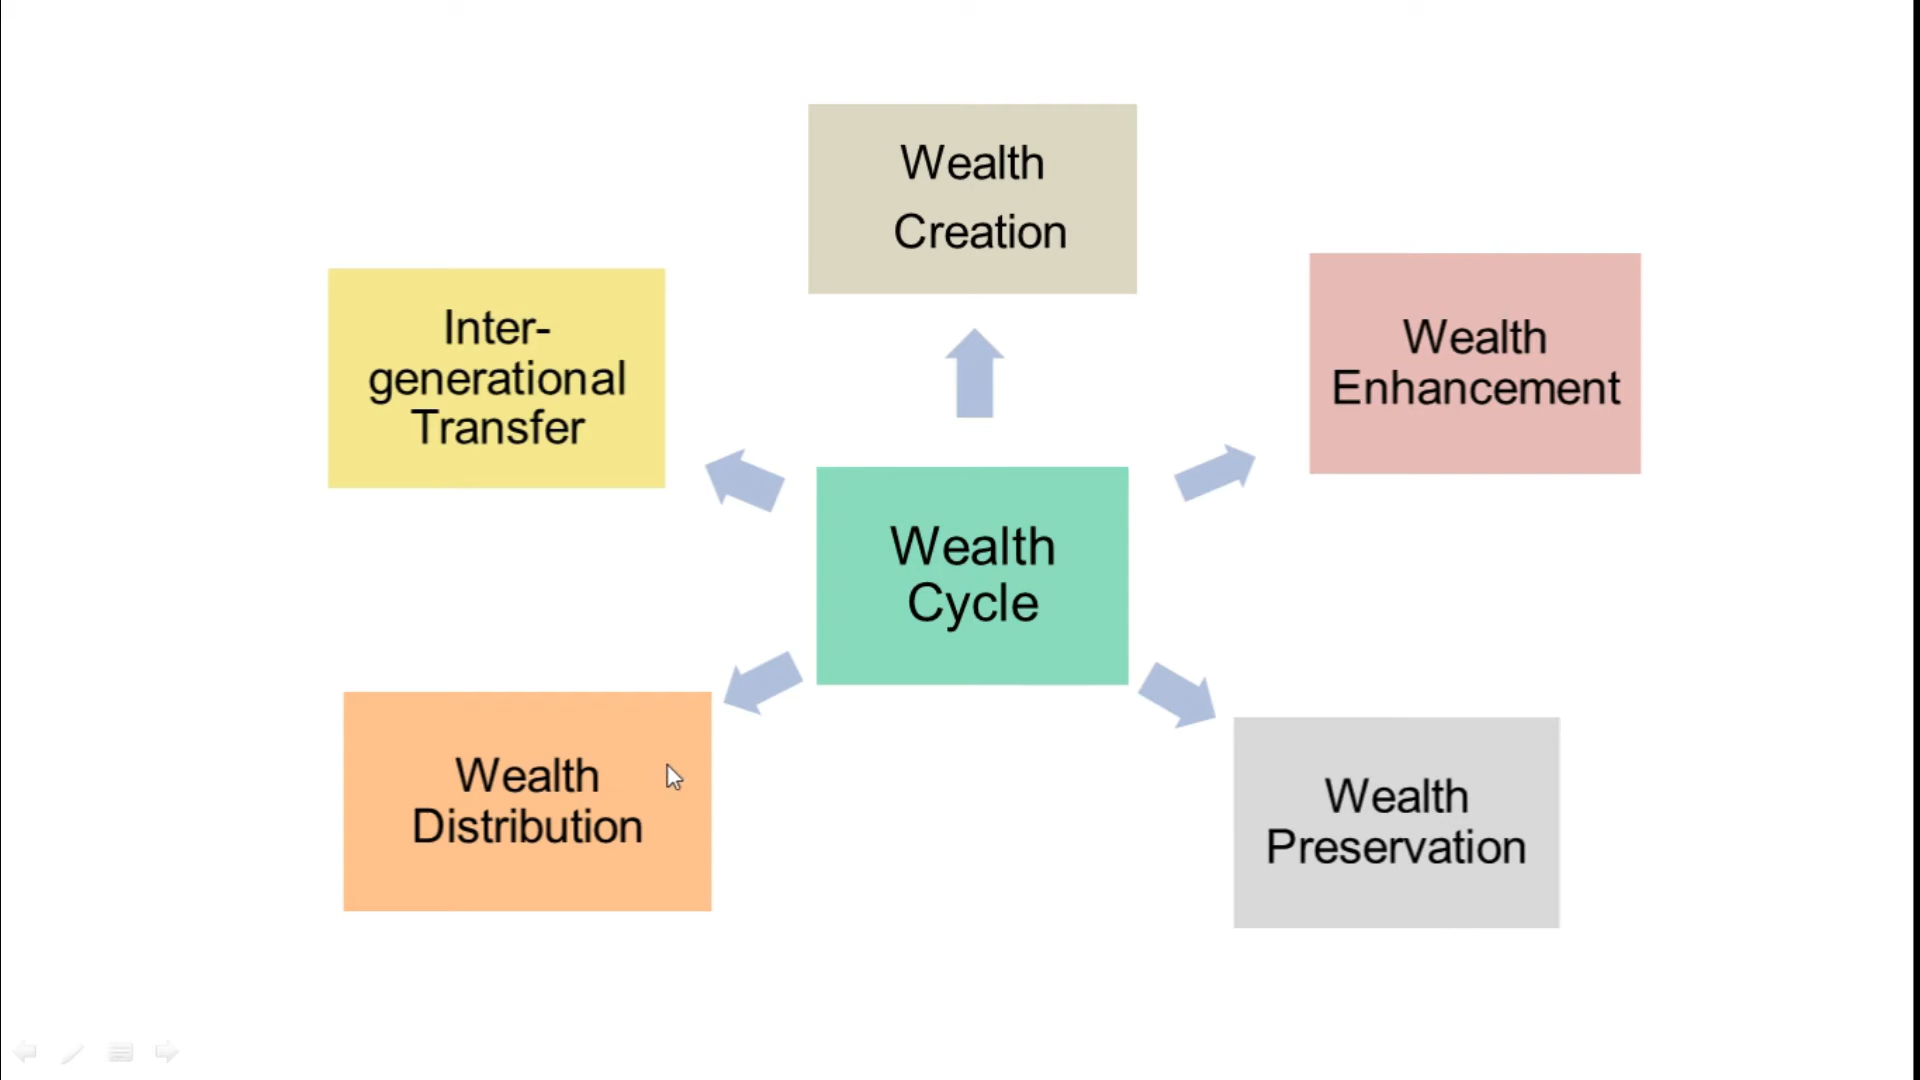 Wealth
Creation
Wealth
Enhancement
Wealth
Preservation
Wealth
Distribution
Inter-
generational
Transfer
Wealth
Cycle